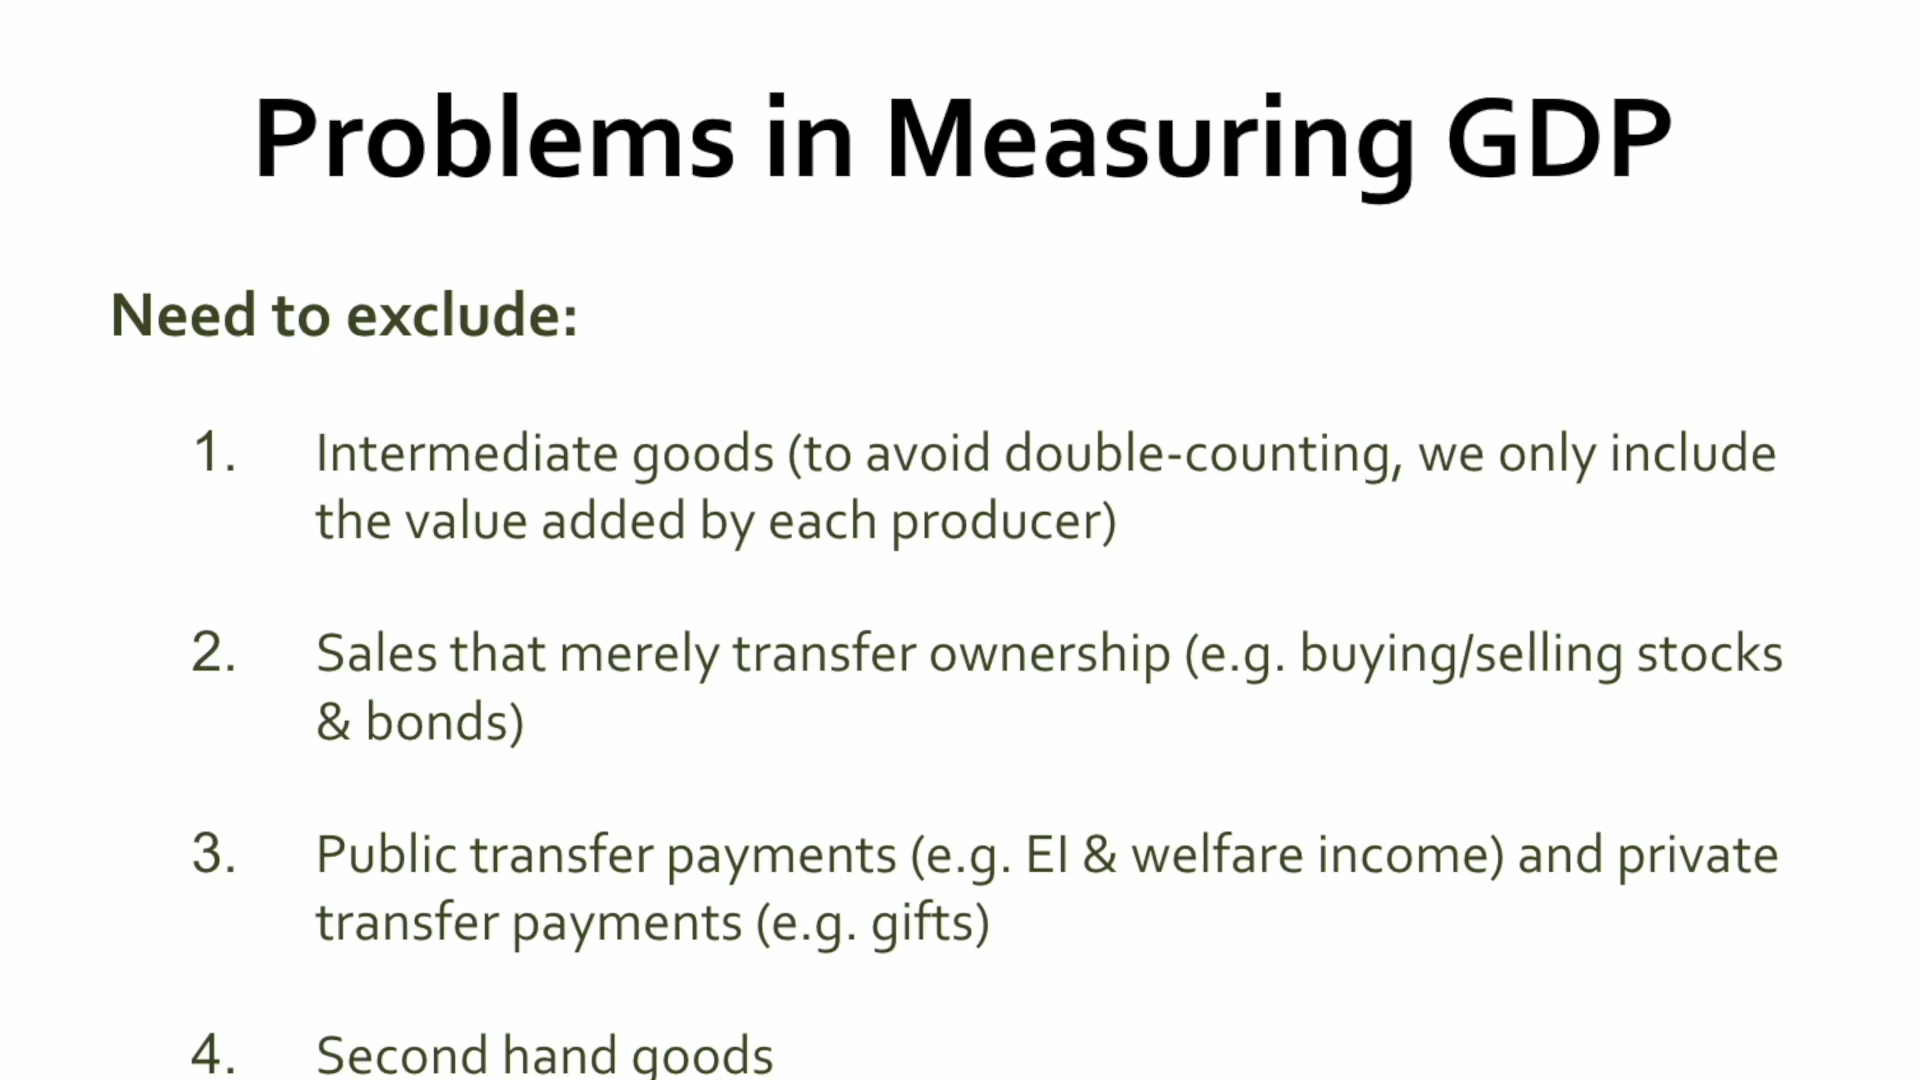 Problems in Measuring GDP
Need to exclude:
1. Intermediate goods (to avoid double-counting, we only include
the value added by each producer)
2. Sales that merely transfer ownership (e.g. buying/selling stocks
& bonds)
3. Public transfer payments (e.g. EI & welfare income) and private
transfer payments (e.g. gifts)
4. Second hand goods